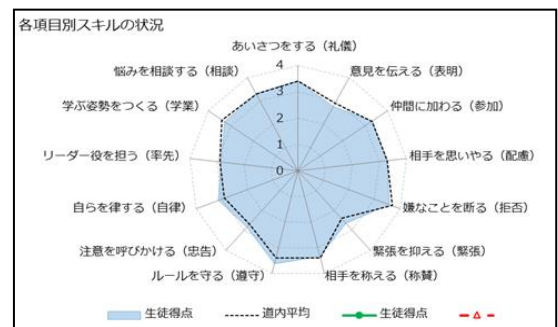 各項目別スキルの状況
あいさつをする（礼儀）
意見を伝える（表明）
仲間に加わる（参加）
相手を思いやる（配慮）
嫌なことを断る（拒否）
緊張を抑える（緊張）
相手を称える（称賛）
ルールを守る（遵守）
注意を呼びかける（忠告）
自らを律する（自律）
リーダー役を担う（率先）
学ぶ姿勢をつくる（学業）
悩みを相談する（相談）
4
3
2
1
0
生徒得点 道内平均 生徒得点